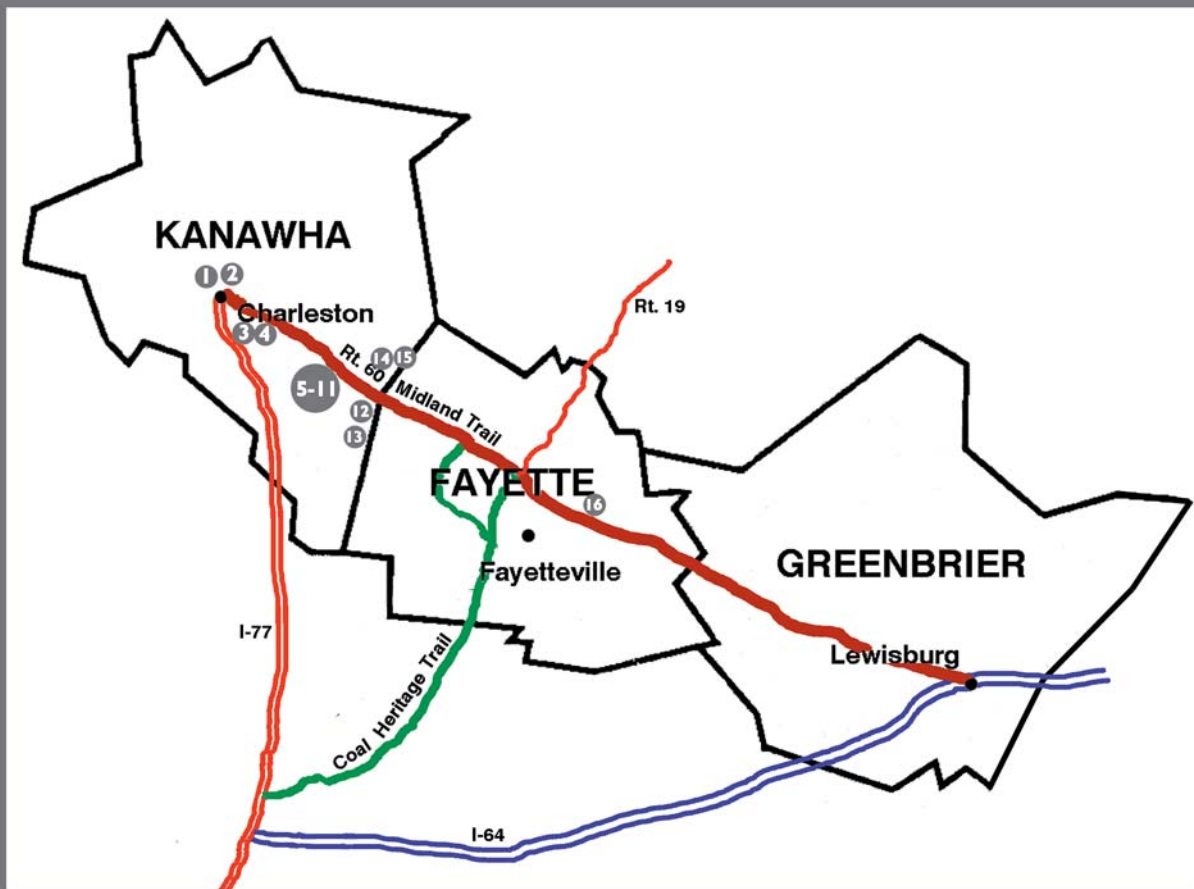 KANAWHA
1 2
Charleston
3 4
Rt. 19
Rt. 60
14 15
5-11
Midland Trail
12
13
FAYETTE
16
Fayetteville
GREENBRIER
I-77
Lewisburg
Coal Heritage Trail
I-64